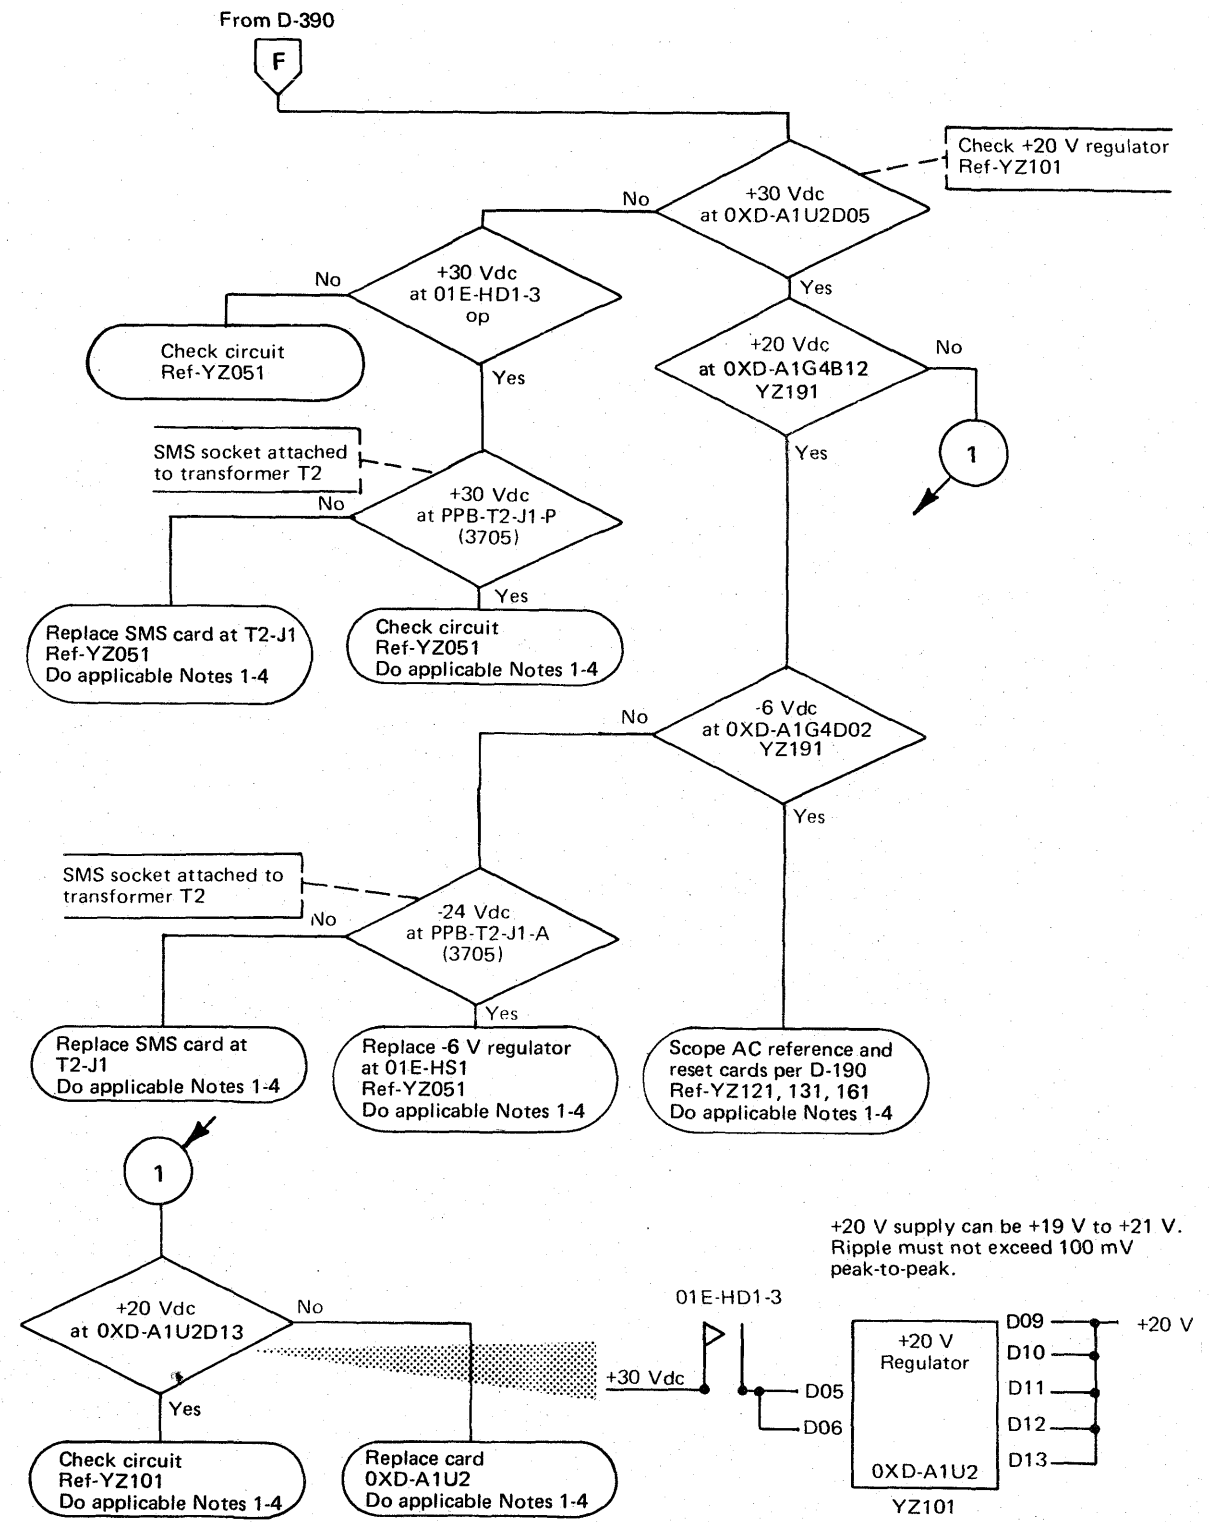 From D-390
F
Check +20 V regulator
Ref-YZ101
+30 Vdc
at 0XD-A1U2D05
No
Yes
+30 Vdc
at 01E-HD1-3
op
No
Yes
Check circuit
Ref-YZ051
+20 Vdc
at 0XD-A1G4B12
YZ191
No
Yes
1
SMS socket attached
to transformer T2
+30 Vdc
at PPB-T2-J1-P
(3705)
No
Yes
Replace SMS card at T2-J1
Ref-YZ051
Do applicable Notes 1-4
Check circuit
Ref-YZ051
Do applicable Notes 1-4
-6 Vdc
at 0XD-A1G4D02
YZ191
No
Yes
SMS socket attached to
transformer T2
-24 Vdc
at PPB-T2-J1-A
(3705)
No
Yes
Replace SMS card at
T2-J1
Do applicable Notes 1-4
Replace -6 V regulator
at 01E-HS1
Ref-YZ051
Do applicable Notes 1-4
Scope AC reference and
reset cards per D-190
Ref-YZ121, 131, 161
Do applicable Notes 1-4
1
+20 Vdc
at 0XD-A1U2D13
No
Yes
Check circuit
Ref-YZ101
Do applicable Notes 1-4
Replace card
0XD-A1U2
Do applicable Notes 1-4
+20 V supply can be +19 V to +21 V.
Ripple must not exceed 100 mV
peak-to-peak.
01E-HD1-3
+30 Vdc
D05
D06
+20 V
Regulator
0XD-A1U2
YZ101
D09
D10
D11
D12
D13
+20 V